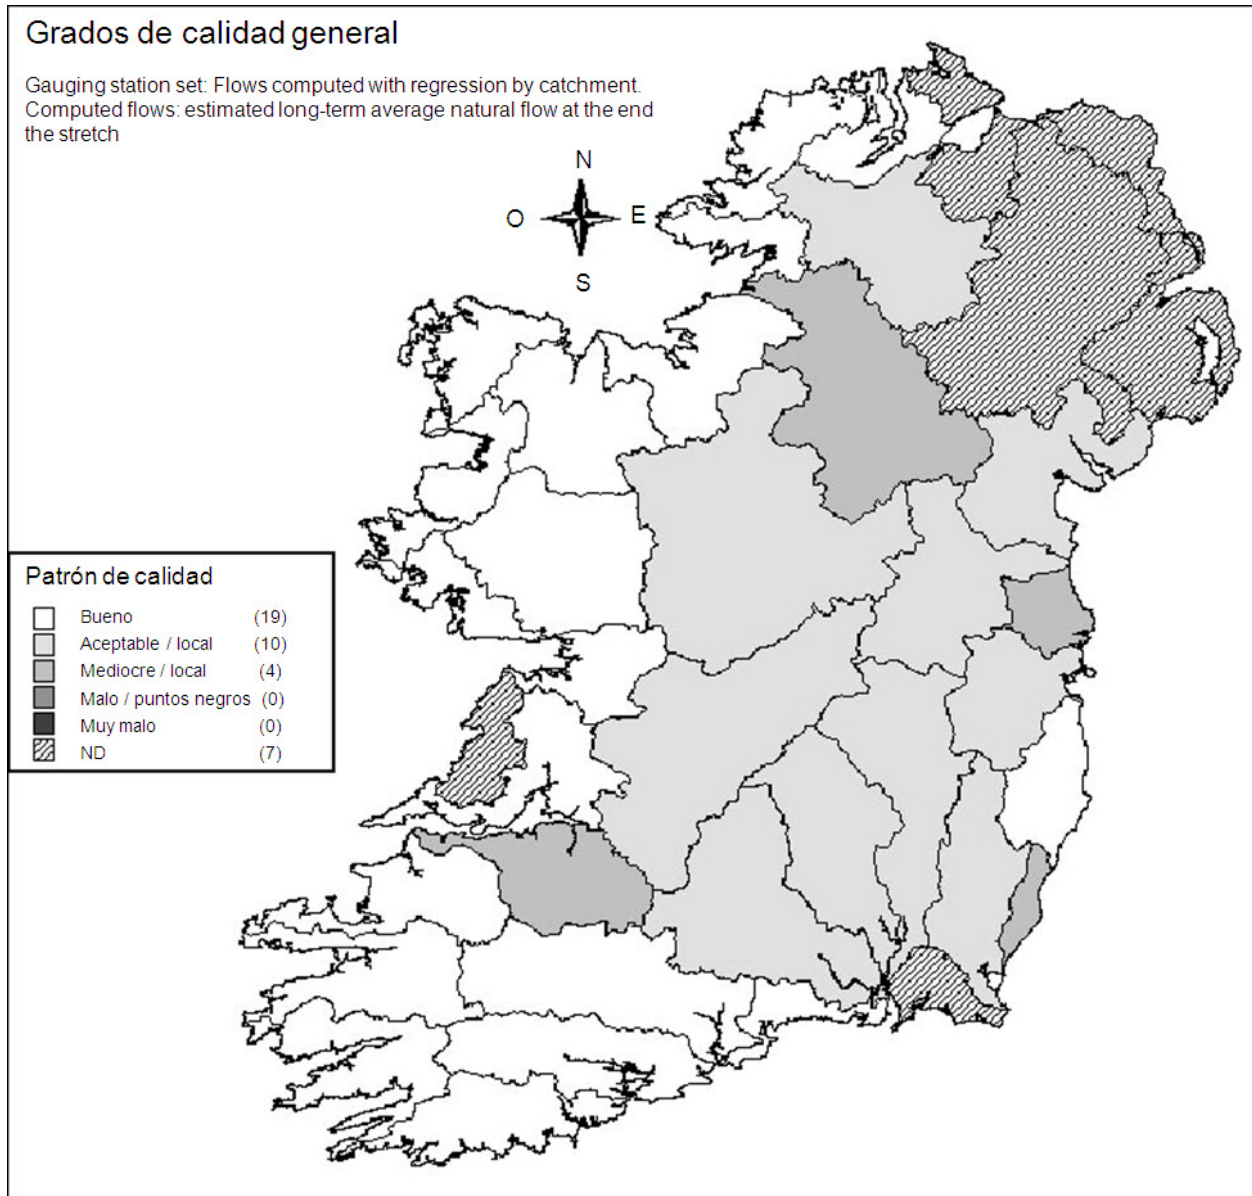 Grados de calidad general
Gauging station set: Flows computed with regression by catchment.
Computed flows: estimated long-term average natural flow at the end
the stretch
N
O
E
S
Patrón de calidad
Bueno (19)
Aceptable / local (10)
Mediocre / local (4)
Malo / puntos negros (0)
Muy malo (0)
ND (7)